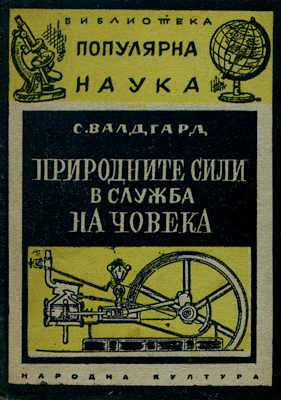 БИБЛИОТЕКА
ПОПУЛЯРНА
НАУКА
С. ВАЛДГАРД
ПРИРОДНИТЕ СИЛИ
В СЛУЖБА
НА ЧОВЕКА
НАРОДНА КУЛТУРА